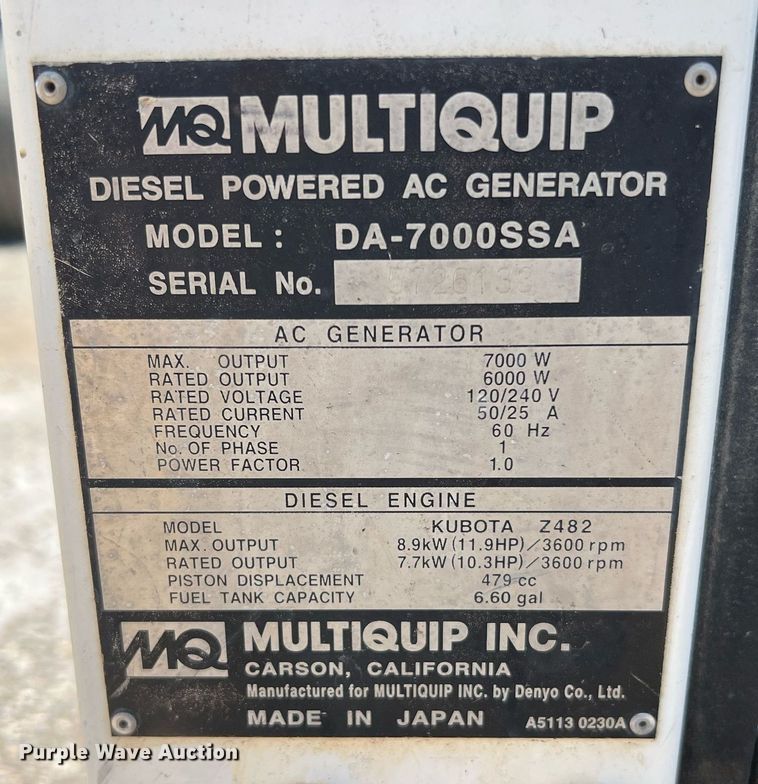 MQ MULTIQUIP
DIESEL POWERED AC GENERATOR
MODEL : DA-7000SSA
SERIAL No. 5726133
AC GENERATOR
MAX. OUTPUT 7000 W
RATED OUTPUT 6000 W
RATED VOLTAGE 120/240 V
RATED CURRENT 50/25 A
FREQUENCY 60 Hz
No. OF PHASE 1
POWER FACTOR 1.0
DIESEL ENGINE
MODEL KUBOTA Z482
MAX. OUTPUT 8.9kW (11.9HP)/3600 rpm
RATED OUTPUT 7.7kW (10.3HP)/3600 rpm
PISTON DISPLACEMENT 479 cc
FUEL TANK CAPACITY 6.60 gal
MQ MULTIQUIP INC.
CARSON, CALIFORNIA
Manufactured for MULTIQUIP INC. by Denyo Co., Ltd.
MADE IN JAPAN A5113 0230A
Purple Wave Auction